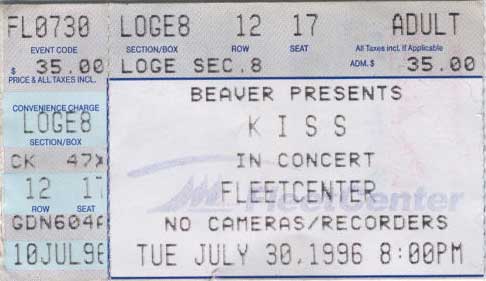 FL0730 LOGE8 12 17 ADULT
EVENT CODE SECTION/BOX ROW SEAT All Taxes incl. If Applicable
$ 35.00 LOGE SEC.8 ADM.$ 35.00
PRICE & ALL TAXES INCL.
BEAVER PRESENTS
CONVENIENCE CHARGE
LOGE8
KISS
SECTION/BOX
CK 47X
IN CONCERT
12 17
FLEETCENTER
FleetCenter
ROW SEAT
GDN604A
NO CAMERAS/RECORDERS
10JUL96
TUE JULY 30,1996 8:00PM